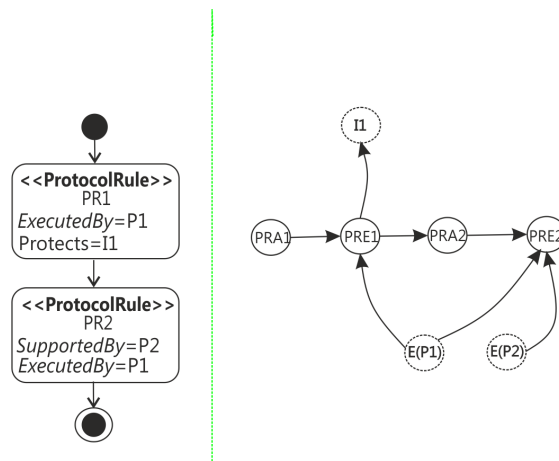 <<ProtocolRule>>
PR1
ExecutedBy=P1
Protects=I1
<<ProtocolRule>>
PR2
SupportedBy=P2
ExecutedBy=P1
I1
PRA1
PRE1
PRA2
PRE2
E(P1)
E(P2)